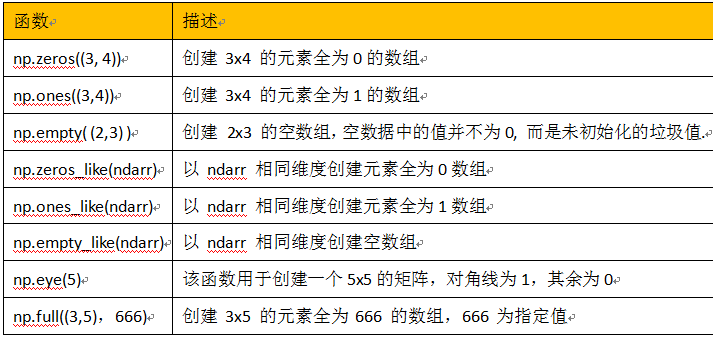 函数 描述
np.zeros((3, 4)) 创建 3x4 的元素全为0的数组
np.ones((3,4)) 创建 3x4 的元素全为1的数组
np.empty( (2,3) ) 创建 2x3 的空数组，空数据中的值并不为0, 而是未初始化的垃圾值.
np.zeros_like(ndarr) 以 ndarr 相同维度创建元素全为0数组
np.ones_like(ndarr) 以 ndarr 相同维度创建元素全为1数组
np.empty_like(ndarr) 以 ndarr 相同维度创建空数组
np.eye(5) 该函数用于创建一个5x5的矩阵，对角线为1，其余为0
np.full((3,5)，666) 创建 3x5 的元素全为666 的数组，666 为指定值